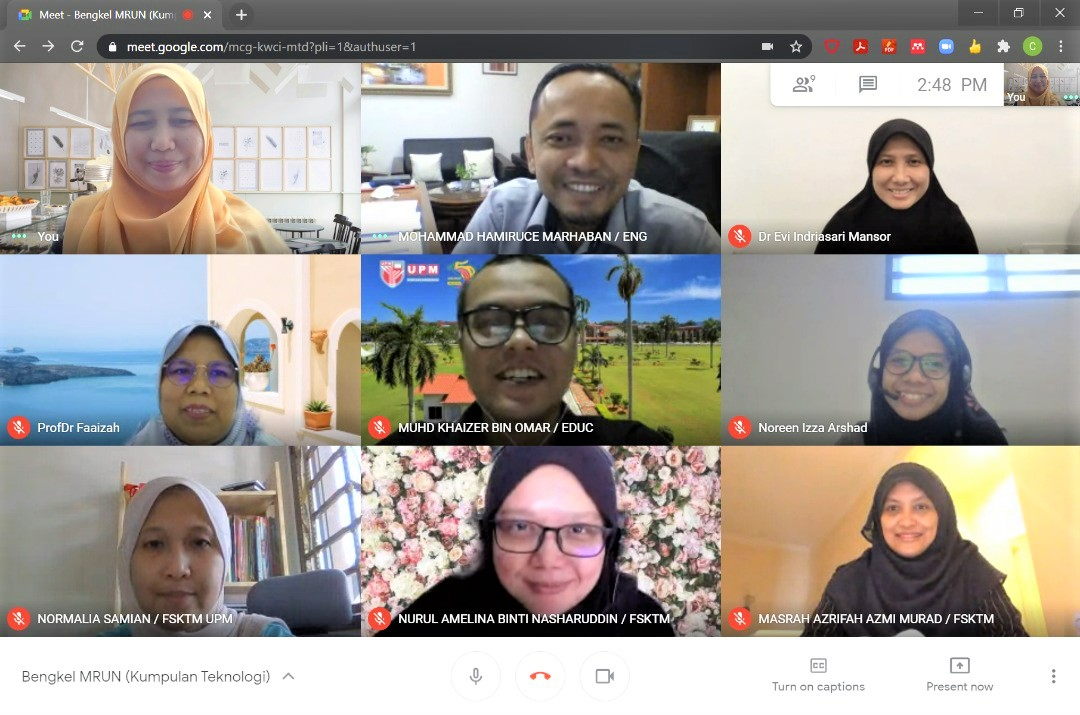 Meet - Bengkel MRUN (Kum
meet.google.com/mcg-kwci-mtd?pli=1&authuser=1
C
9
2:48 PM
You
You
MOHAMMAD HAMIRUCE MARHABAN / ENG
Dr Evi Indriasari Mansor
UPM
ProfDr Faaizah
MUHD KHAIZER BIN OMAR / EDUC
Noreen Izza Arshad
NORMALIA SAMIAN / FSKTM UPM
NURUL AMELINA BINTI NASHARUDDIN / FSKTM
MASRAH AZRIFAH AZMI MURAD / FSKTM
Bengkel MRUN (Kumpulan Teknologi)
CC
Turn on captions
Present now